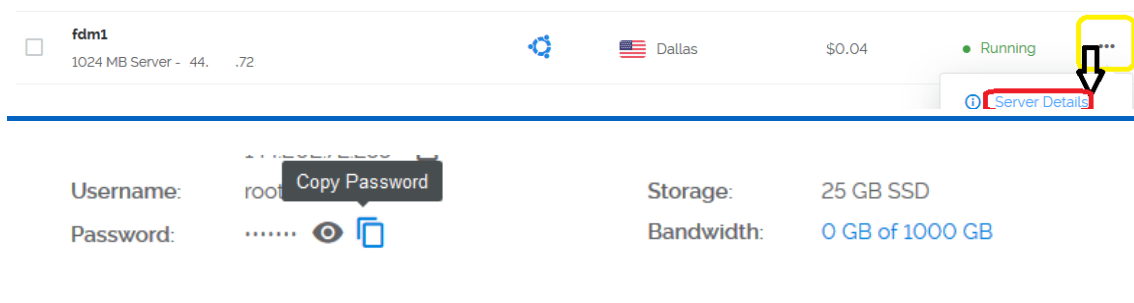 fdm1
1024 MB Server - 44. .72
Dallas
$0.04
Running
Server Details
Copy Password
Username: root
Storage: 25 GB SSD
Password: ·······
Bandwidth: 0 GB of 1000 GB